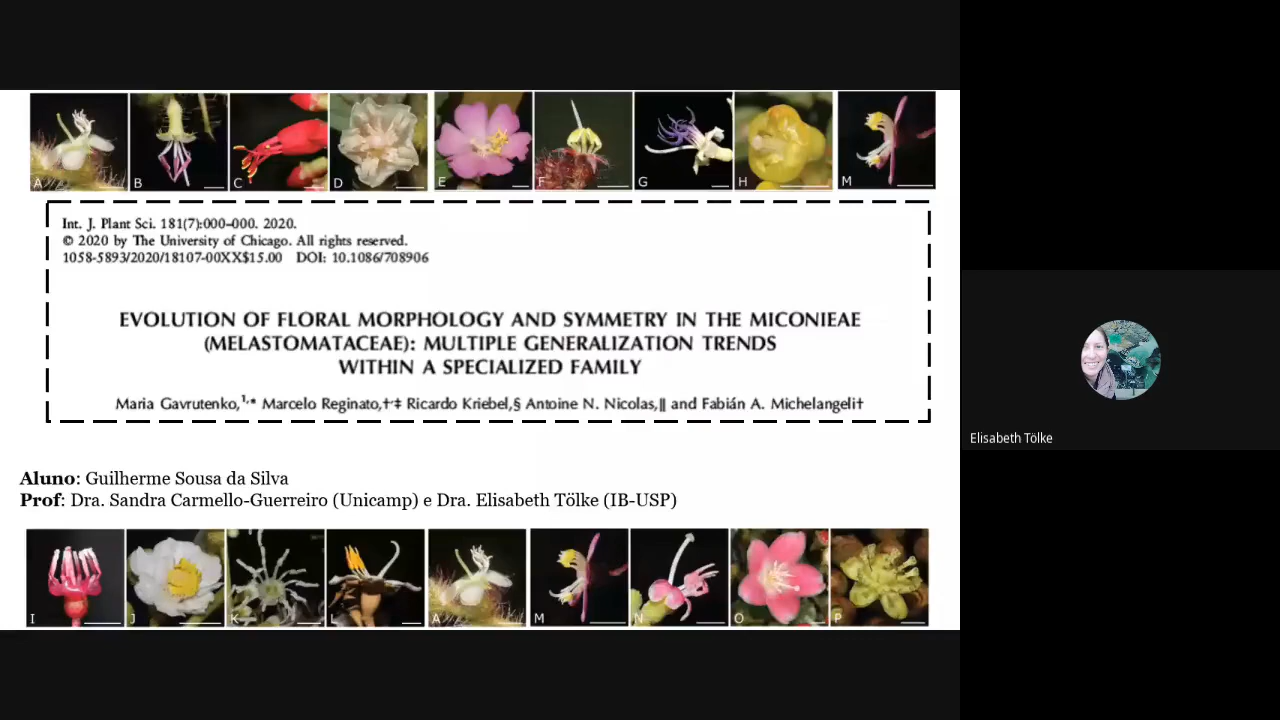 A B C D E F G H M
Int. J. Plant Sci. 181(7):000–000. 2020.
© 2020 by The University of Chicago. All rights reserved.
1058-5893/2020/18107-00XX$15.00 DOI: 10.1086/708906
EVOLUTION OF FLORAL MORPHOLOGY AND SYMMETRY IN THE MICONIEAE
(MELASTOMATACEAE): MULTIPLE GENERALIZATION TRENDS
WITHIN A SPECIALIZED FAMILY
Maria Gavrutenko,¹,* Marcelo Reginato,†,‡ Ricardo Kriebel,§ Antoine N. Nicolas,‖ and Fabián A. Michelangeli†
Aluno: Guilherme Sousa da Silva
Prof: Dra. Sandra Carmello-Guerreiro (Unicamp) e Dra. Elisabeth Tölke (IB-USP)
I J K L A M N O P
Elisabeth Tölke